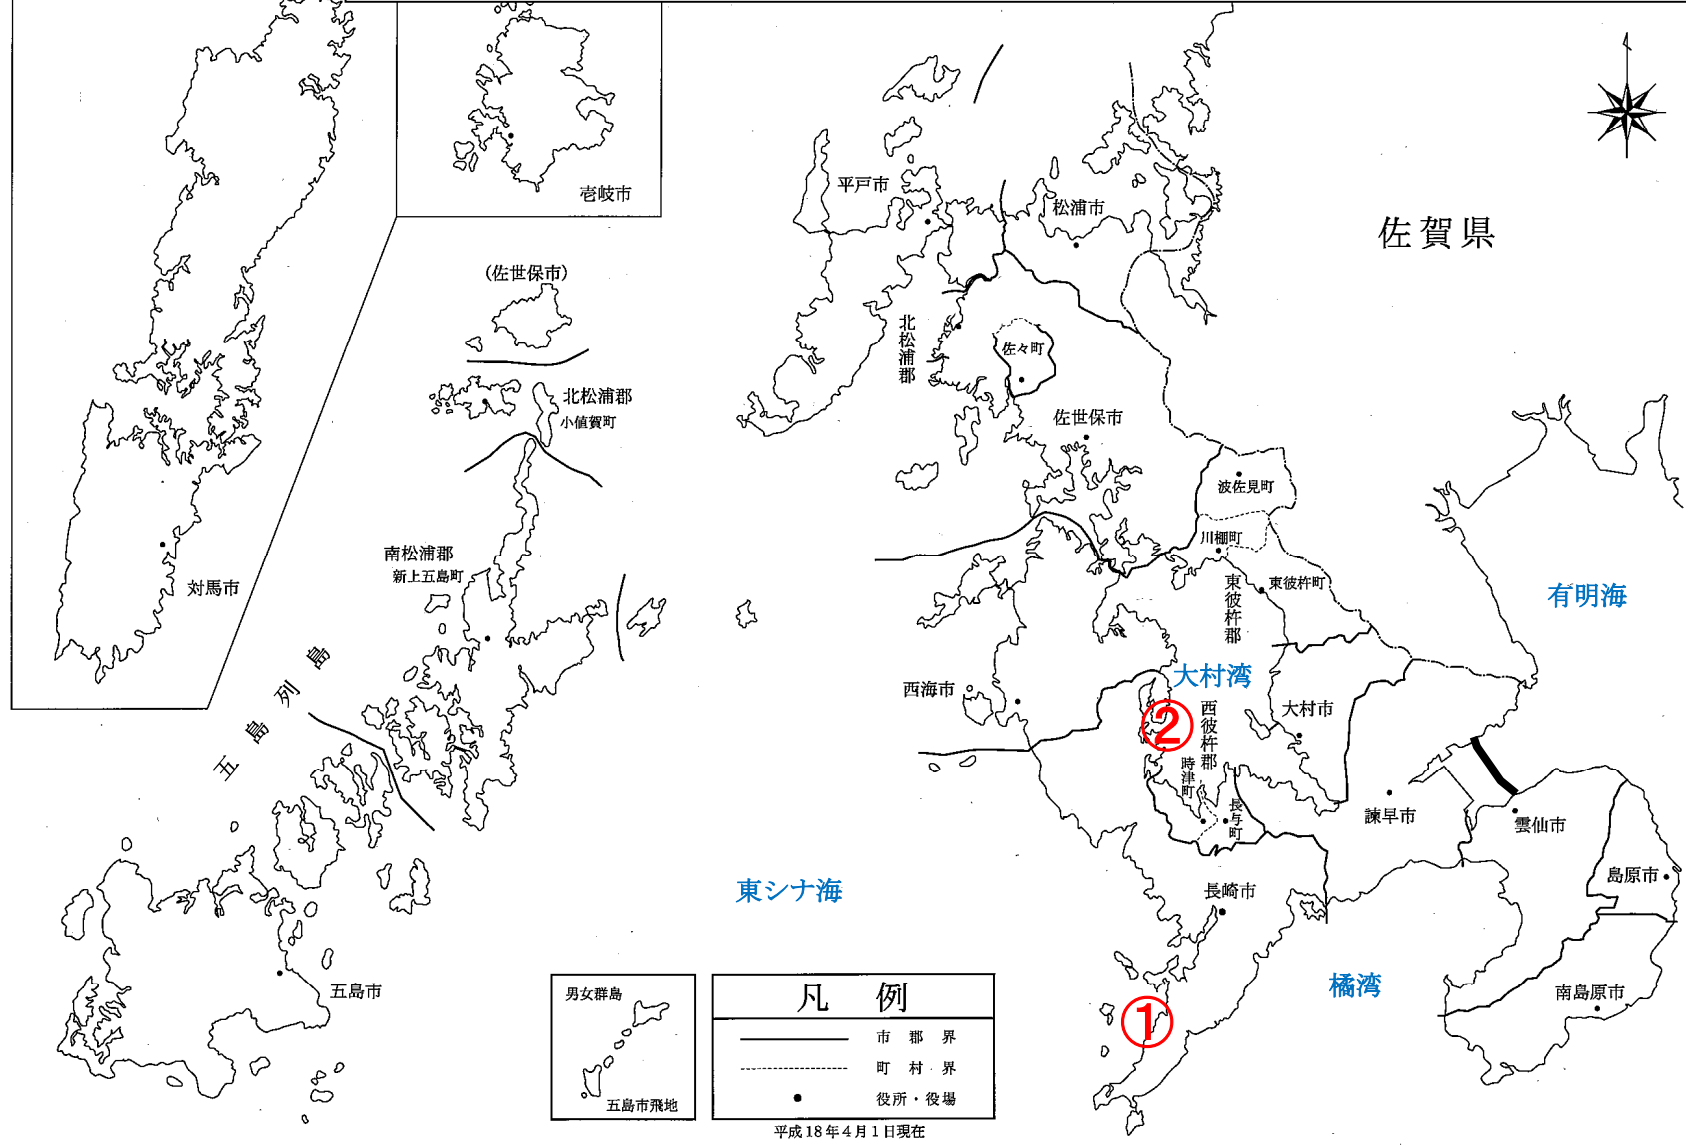 壱岐市
対馬市
(佐世保市)
北松浦郡
小値賀町
南松浦郡
新上五島町
五島列島
五島市
男女群島
五島市飛地
平戸市
松浦市
佐賀県
北松浦郡
佐々町
佐世保市
波佐見町
川棚町
東彼杵町
東彼杵郡
有明海
大村湾
西海市
②
西彼杵郡
大村市
時津町
長与町
諫早市
雲仙市
島原市
長崎市
東シナ海
橘湾
南島原市
①
凡例
市郡界
町村界
役所・役場
平成18年4月1日現在